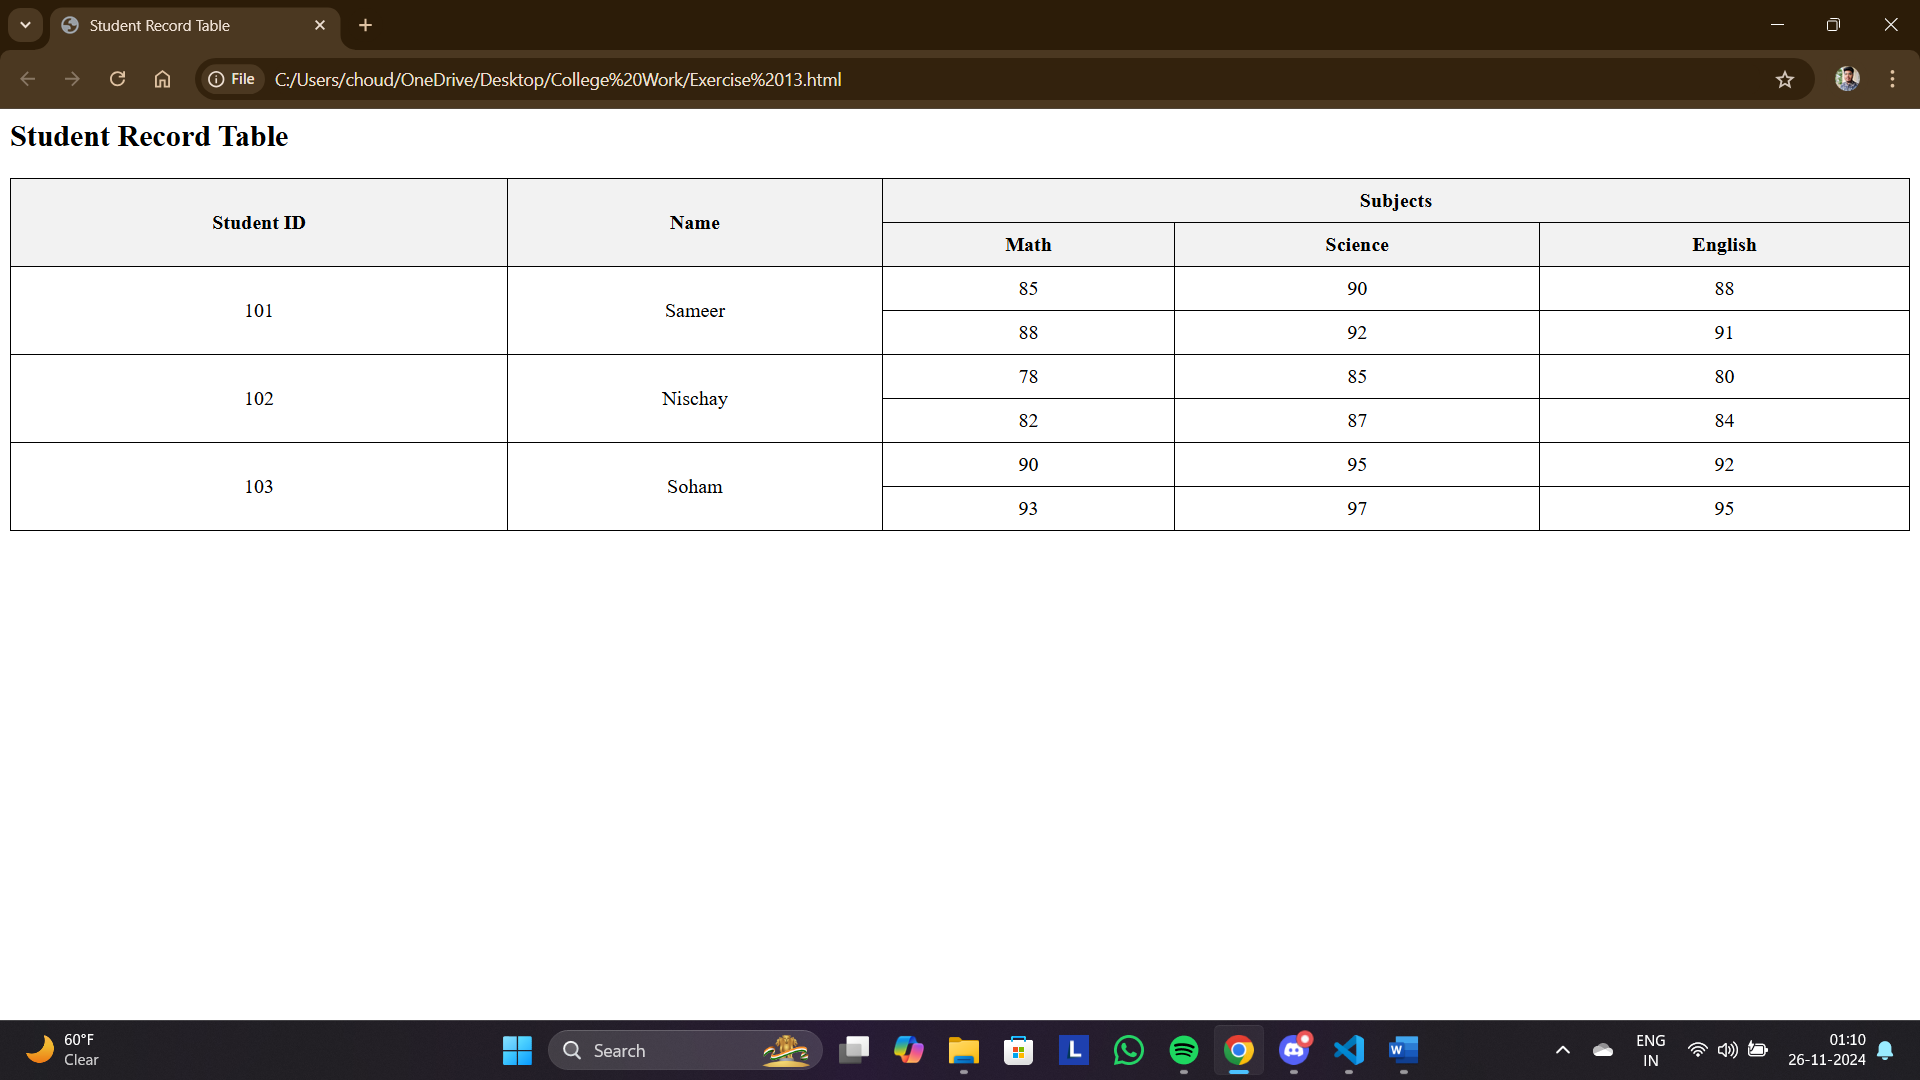 Student Record Table
File C:/Users/choud/OneDrive/Desktop/College%20Work/Exercise%2013.html
Student Record Table
Student ID Name Subjects
Math Science English
101 Sameer 85 90 88
88 92 91
102 Nischay 78 85 80
82 87 84
103 Soham 90 95 92
93 97 95
60°F
Clear
Search
L
W
ENG
IN
01:10
26-11-2024